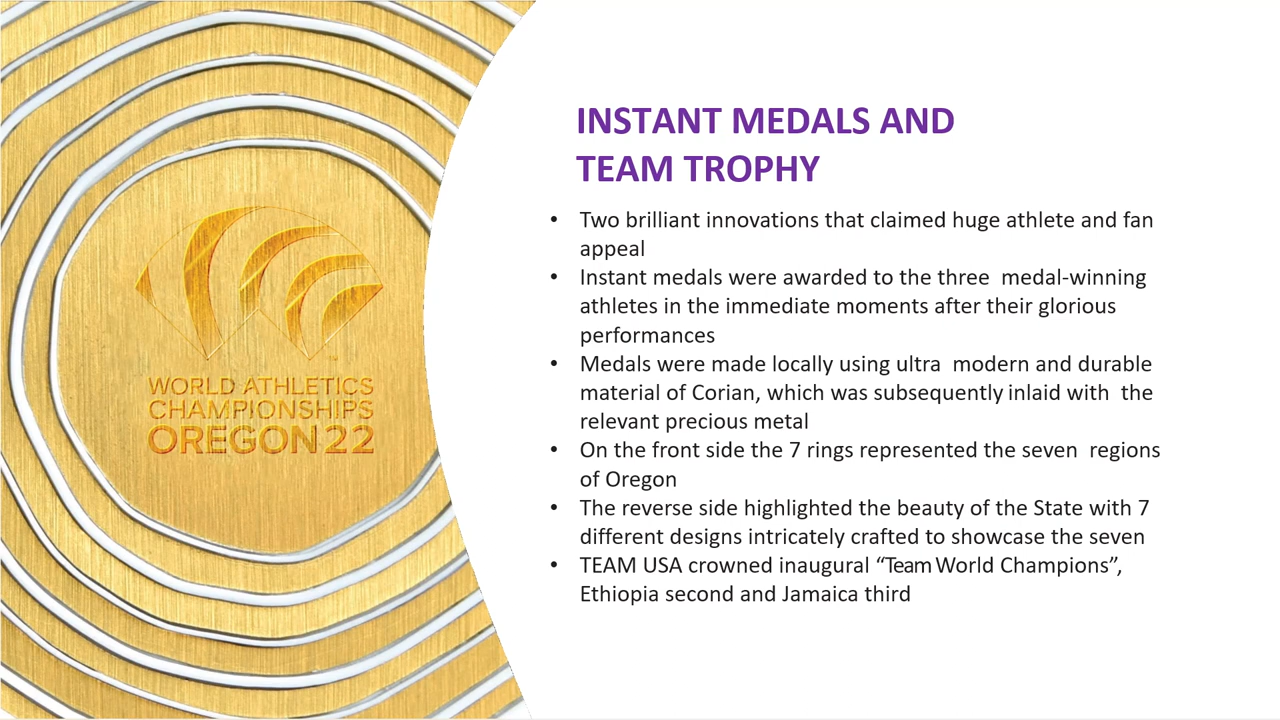 WORLD ATHLETICS
CHAMPIONSHIPS
OREGON22
INSTANT MEDALS AND
TEAM TROPHY
• Two brilliant innovations that claimed huge athlete and fan
appeal
• Instant medals were awarded to the three  medal-winning
athletes in the immediate moments after their glorious
performances
• Medals were made locally using ultra  modern and durable
material of Corian, which was subsequently inlaid with  the
relevant precious metal
• On the front side the 7 rings represented the seven  regions
of Oregon
• The reverse side highlighted the beauty of the State with 7
different designs intricately crafted to showcase the seven
• TEAM USA crowned inaugural “Team World Champions”,
Ethiopia second and Jamaica third